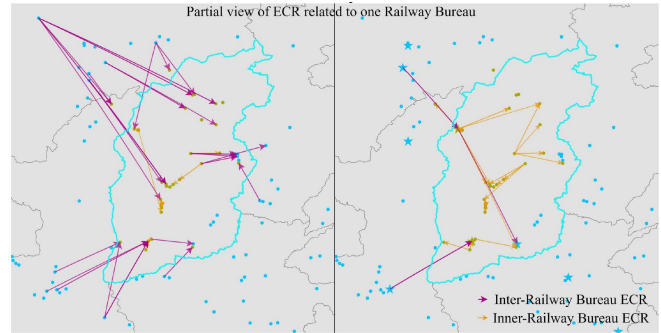 Partial view of ECR related to one Railway Bureau
Inter-Railway Bureau ECR
Inner-Railway Bureau ECR